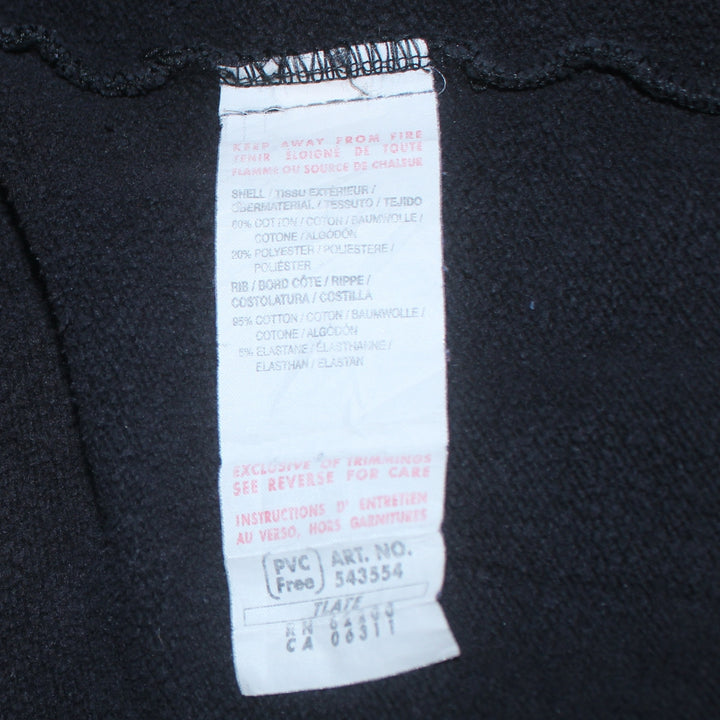 KEEP AWAY FROM FIRE
TENIR ÉLOIGNÉ DE TOUTE
FLAMME OU SOURCE DE CHALEUR
SHELL / TISSU EXTÉRIEUR /
OBERMATERIAL / TESSUTO / TEJIDO
80% COTTON / COTON / BAUMWOLLE /
COTONE / ALGODÓN
20% POLYESTER / POLIESTERE /
POLIÉSTER
RIB / BORD CÔTE / RIPPE /
COSTOLATURA / COSTILLA
95% COTTON / COTON / BAUMWOLLE /
COTONE / ALGODÓN
5% ELASTANE / ÉLASTHANNE /
ELASTHAN / ELASTAN
EXCLUSIVE OF TRIMMINGS
SEE REVERSE FOR CARE
INSTRUCTIONS D' ENTRETIEN
AU VERSO, HORS GARNITURES
PVC Free
ART. NO.
543554
TLATE
RN
CA 06311